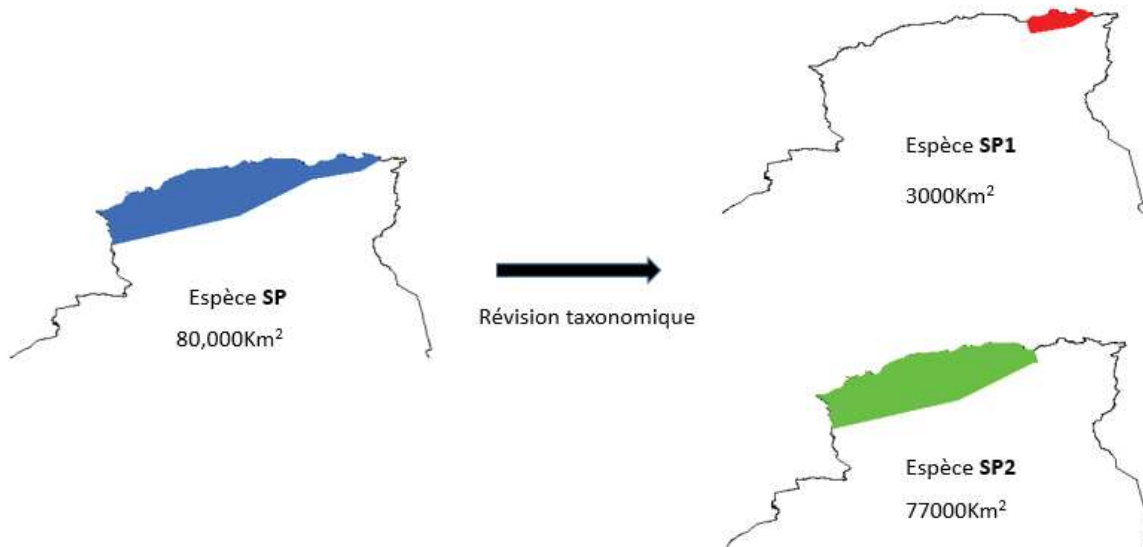 Espèce SP
80,000Km²
Révision taxonomique
Espèce SP1
3000Km²
Espèce SP2
77000Km²